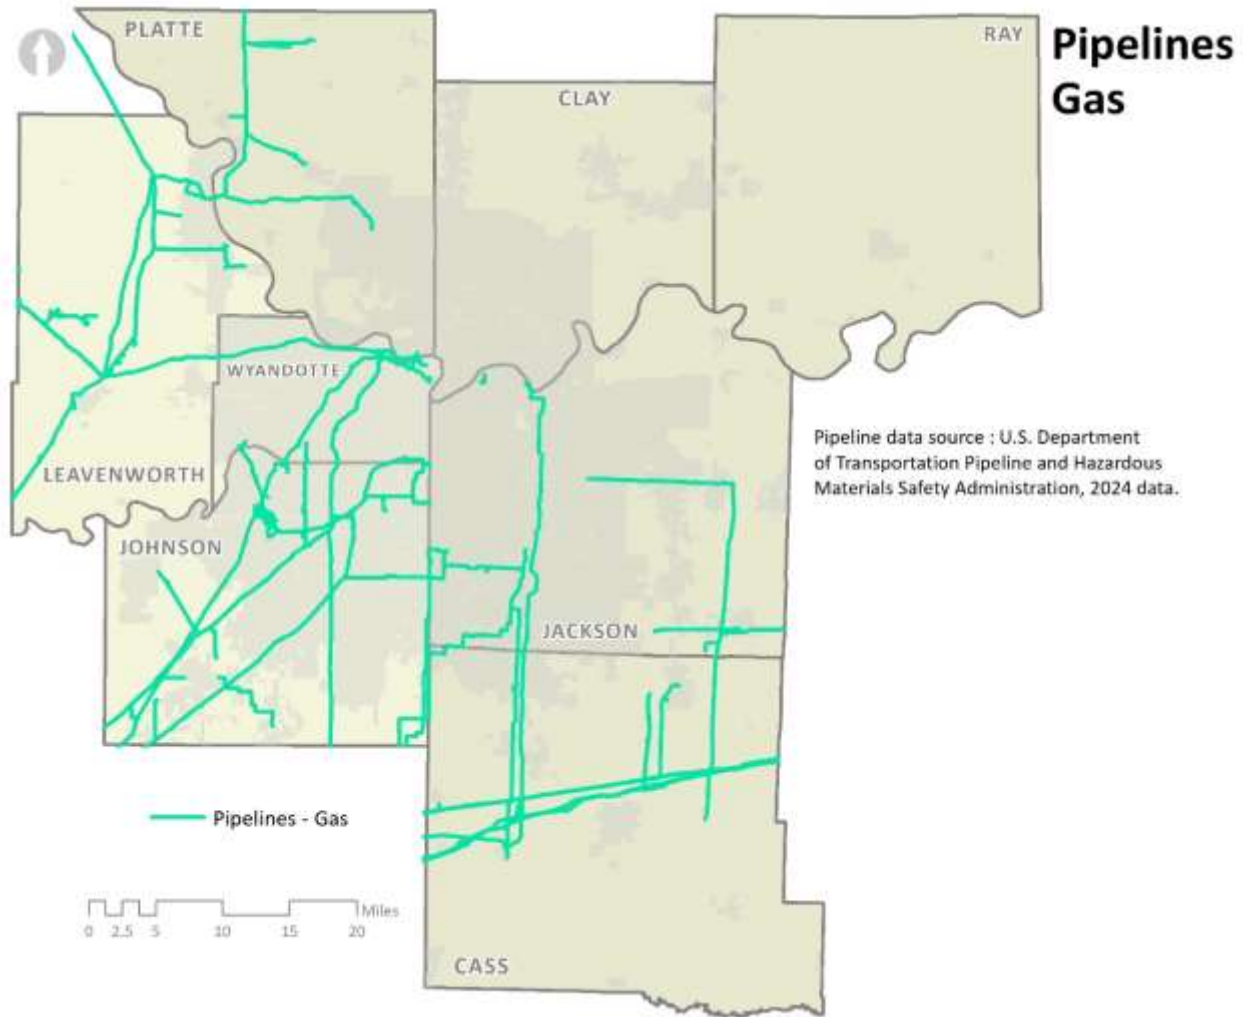 Pipelines
Gas
PLATTE
RAY
CLAY
WYANDOTTE
Pipeline data source : U.S. Department
of Transportation Pipeline and Hazardous
Materials Safety Administration, 2024 data.
LEAVENWORTH
JOHNSON
JACKSON
Pipelines - Gas
Miles
0 2.5 5 10 15 20
CASS